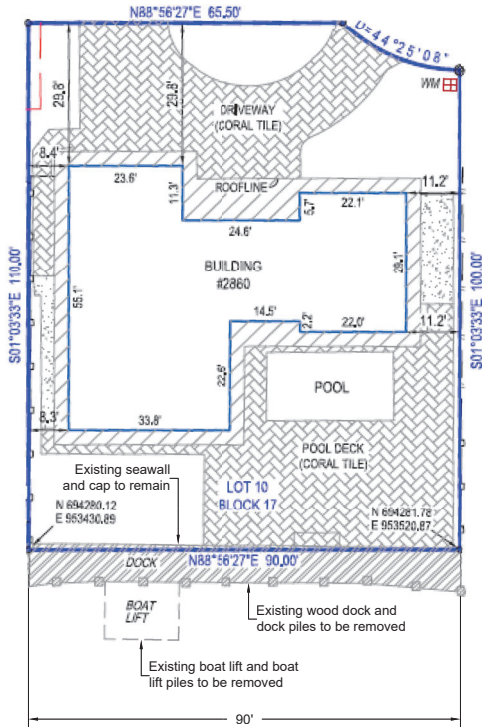 N88°56'27"E 65.50'
D=44°25'08"
WM
29.8'
29.8'
DRIVEWAY
(CORAL TILE)
8.4'
23.6'
11.3'
ROOFLINE
5.7'
22.1'
11.2'
24.6'
S01°03'33"E 110.00'
55.1'
BUILDING
#2860
29.1'
S01°03'33"E 100.00'
14.5'
2.2'
22.0'
11.2'
22.6'
POOL
8.3'
33.8'
POOL DECK
(CORAL TILE)
Existing seawall
and cap to remain
LOT 10
BLOCK 17
N 694280.12
E 953430.89
N 694281.78
E 953520.87
DOCK
N88°56'27"E 90.00'
BOAT
LIFT
Existing wood dock and
dock piles to be removed
Existing boat lift and boat
lift piles to be removed
90'